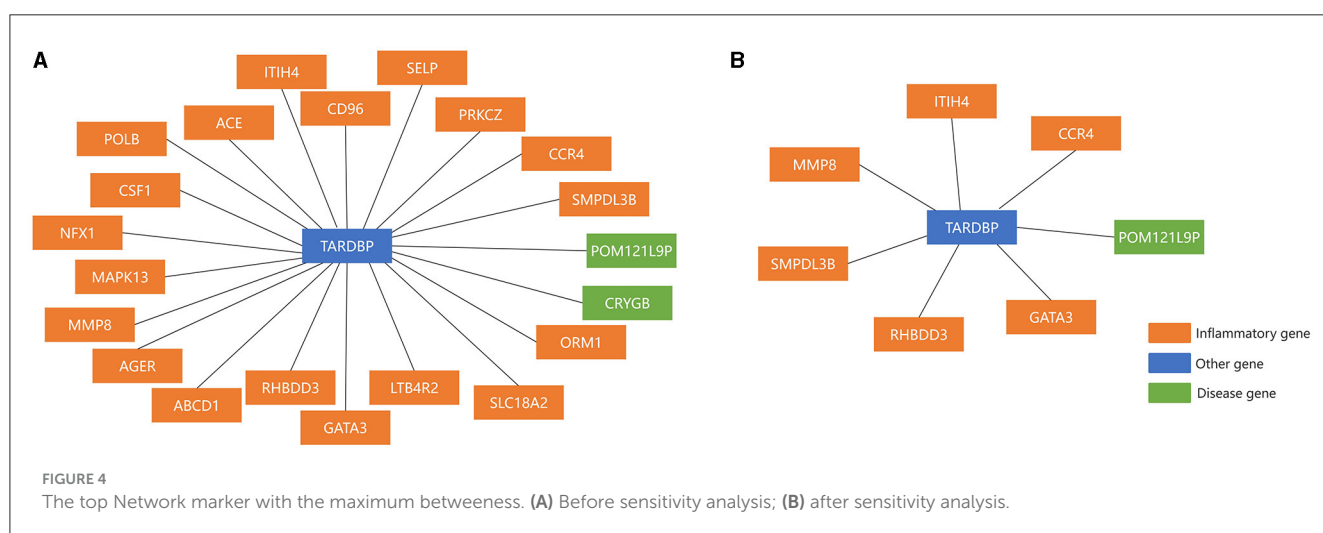 A
ITIH4
SELP
CD96
ACE
PRKCZ
POLB
CCR4
CSF1
SMPDL3B
NFX1
TARDBP
POM121L9P
MAPK13
CRYGB
MMP8
ORM1
AGER
RHBDD3
LTB4R2
ABCD1
SLC18A2
GATA3
B
ITIH4
CCR4
MMP8
TARDBP
POM121L9P
SMPDL3B
GATA3
RHBDD3
Inflammatory gene
Other gene
Disease gene
FIGURE 4
The top Network marker with the maximum betweeness. (A) Before sensitivity analysis; (B) after sensitivity analysis.